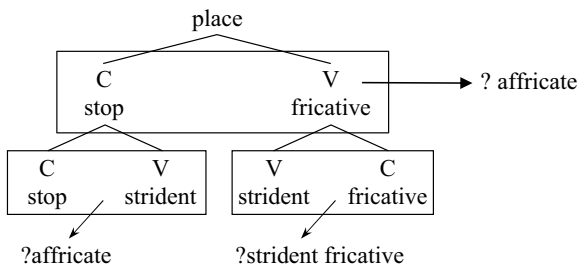 place
C V
? affricate
stop fricative
C V V C
stop strident strident fricative
?affricate ?strident fricative